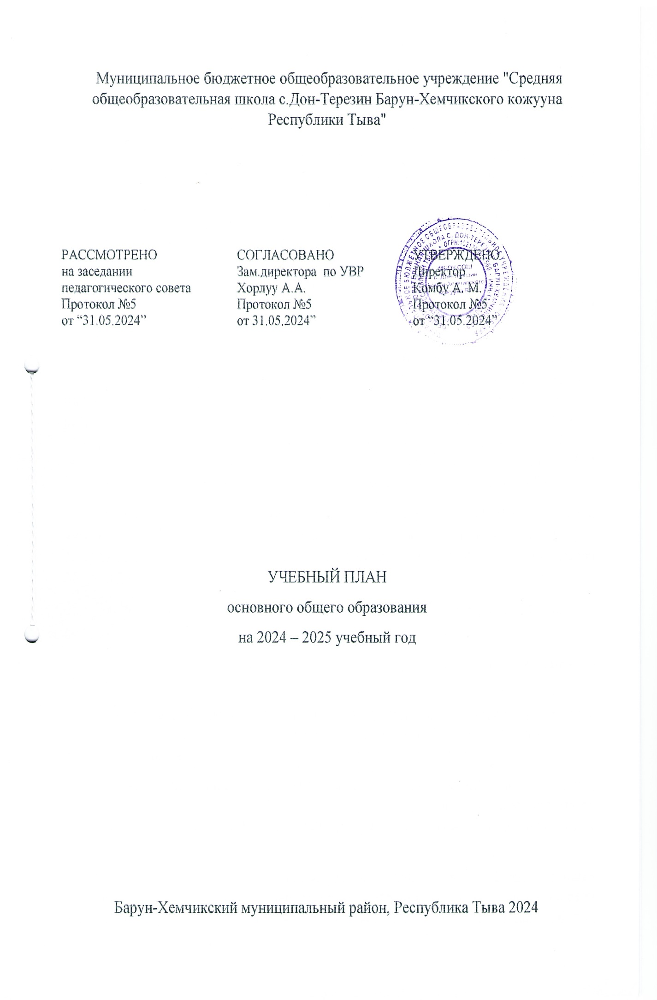 Муниципальное бюджетное общеобразовательное учреждение "Средняя
общеобразовательная школа с.Дон-Терезин Барун-Хемчикского кожууна
Республики Тыва"
РАССМОТРЕНО
на заседании
педагогического совета
Протокол №5
от “31.05.2024”
СОГЛАСОВАНО
Зам.директора по УВР
Хорлуу А.А.
Протокол №5
от 31.05.2024”
УТВЕРЖДЕНО
Директор
Комбу А. М.
Протокол №5
от “31.05.2024”
МБОУ СОШ
УЧЕБНЫЙ ПЛАН
основного общего образования
на 2024 – 2025 учебный год
Барун-Хемчикский муниципальный район, Республика Тыва 2024